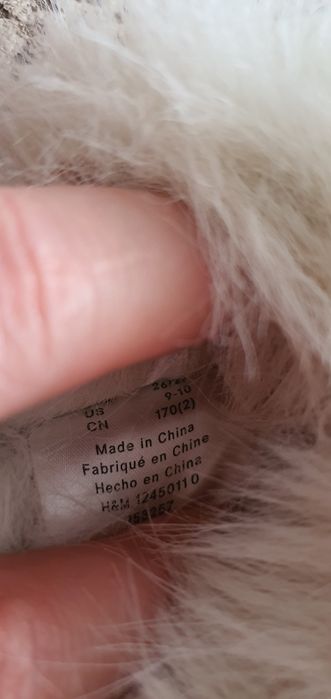 US 9-10
CN 170(2)
Made in China
Fabriqué en Chine
Hecho en China
H&M 12450110